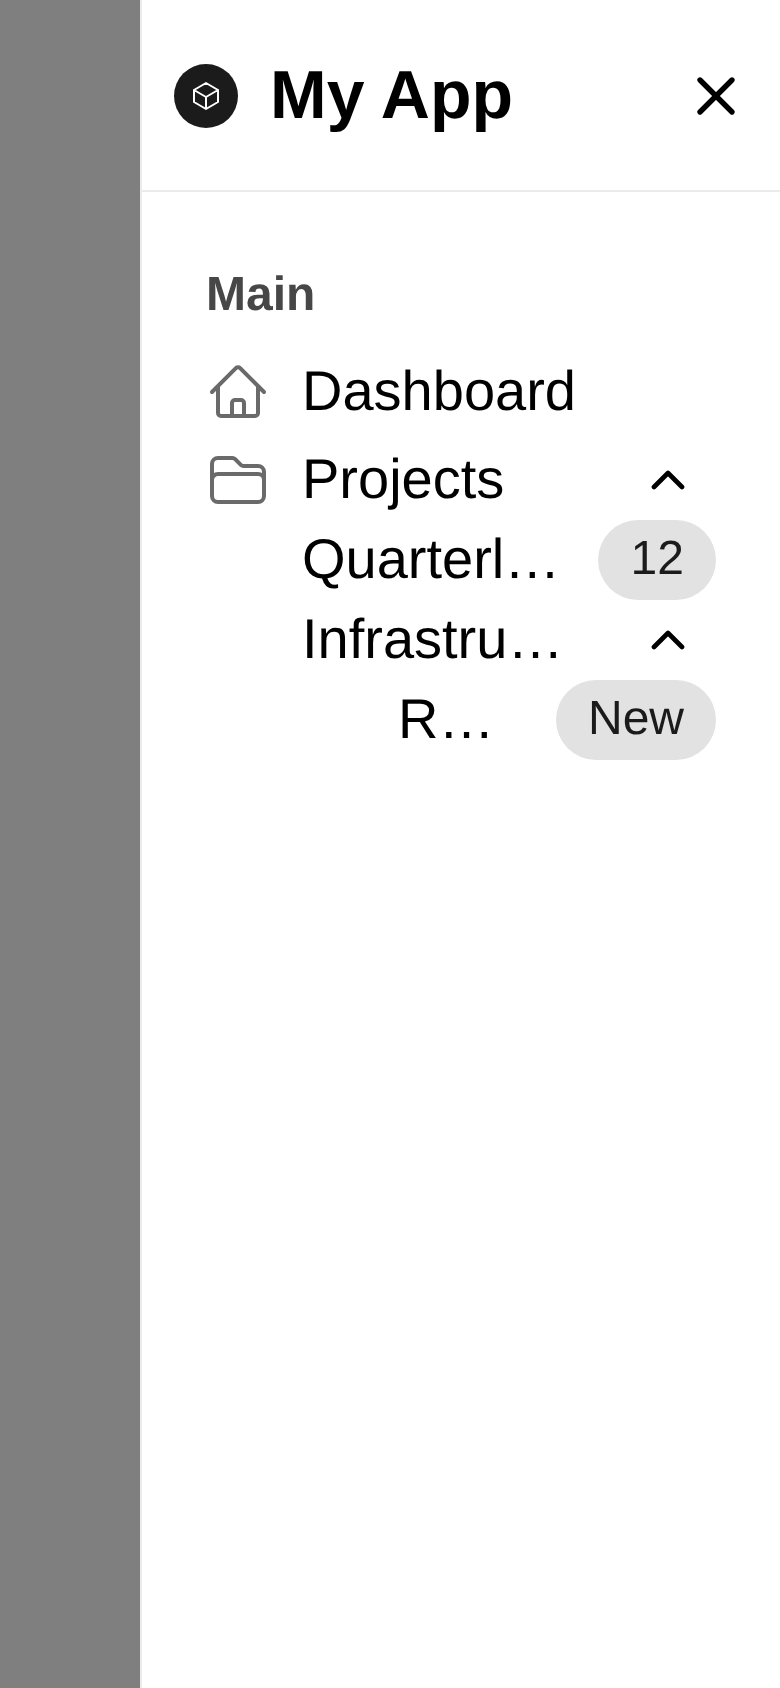 My App
Main
Dashboard
Projects
Quarterl… 12
Infrastru…
R… New